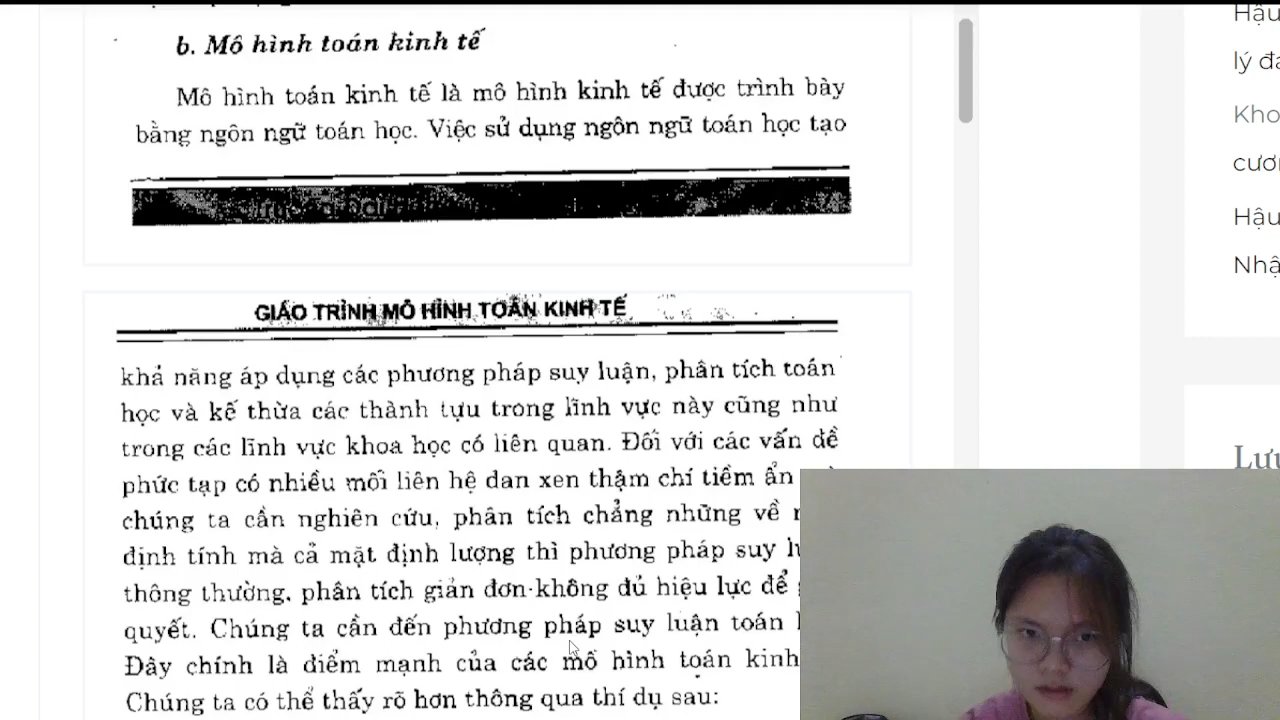 b. Mô hình toán kinh tế
Mô hình toán kinh tế là mô hình kinh tế được trình bày
bằng ngôn ngữ toán học. Việc sử dụng ngôn ngữ toán học tạo
GIÁO TRÌNH MÔ HÌNH TOÁN KINH TẾ
khả năng áp dụng các phương pháp suy luận, phân tích toán
học và kế thừa các thành tựu trong lĩnh vực này cũng như
trong các lĩnh vực khoa học có liên quan. Đối với các vấn đề
phức tạp có nhiều mối liên hệ đan xen thậm chí tiềm ẩn
chúng ta cần nghiên cứu, phân tích chẳng những về
định tính mà cả mặt định lượng thì phương pháp suy
thông thường, phân tích giản đơn không đủ hiệu lực để
quyết. Chúng ta cần đến phương pháp suy luận toán
Đây chính là điểm mạnh của các mô hình toán kinh
Chúng ta có thể thấy rõ hơn thông qua thí dụ sau:
Hậu
lý
Kho
Hậu
Nhậ
Lưu